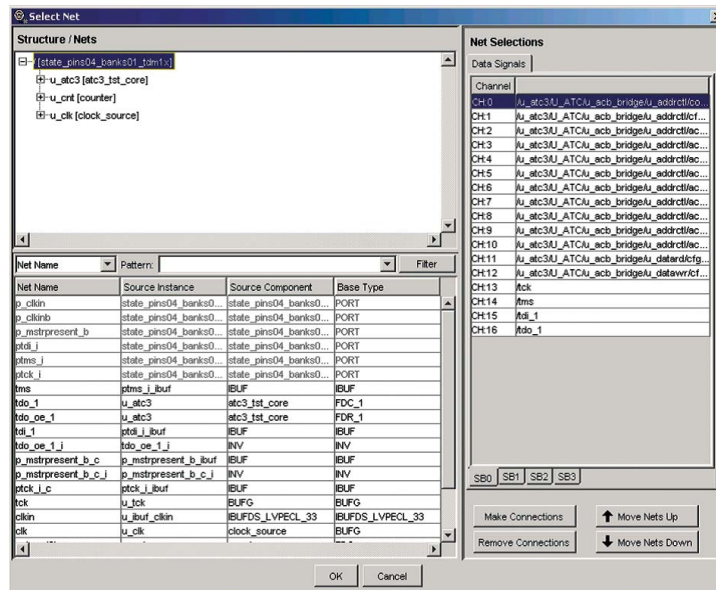 Select Net
Structure / Nets
/ [state_pins04_banks01_tdm1x]
u_atc3 [atc3_tst_core]
u_cnt [counter]
u_clk [clock_source]
Net Name Pattern: Filter
Net Name Source Instance Source Component Base Type
p_clkin state_pins04_banks0... state_pins04_banks0... PORT
p_clkinb state_pins04_banks0... state_pins04_banks0... PORT
p_mstrpresent_b state_pins04_banks0... state_pins04_banks0... PORT
ptdi_i state_pins04_banks0... state_pins04_banks0... PORT
ptms_i state_pins04_banks0... state_pins04_banks0... PORT
ptck_i state_pins04_banks0... state_pins04_banks0... PORT
tms ptms_i_ibuf IBUF IBUF
tdo_1 u_atc3 atc3_tst_core FDC_1
tdo_oe_1 u_atc3 atc3_tst_core FDR_1
tdi_1 ptdi_i_ibuf IBUF IBUF
tdo_oe_1_i tdo_oe_1_i INV INV
p_mstrpresent_b_c p_mstrpresent_b_ibuf IBUF IBUF
p_mstrpresent_b_c_i p_mstrpresent_b_c_i INV INV
ptck_i_c ptck_i_ibuf IBUF IBUF
tck u_tck BUFG BUFG
clkin u_ibuf_clkin IBUFDS_LVPECL_33 IBUFDS_LVPECL_33
clk u_clk clock_source BUFG
Net Selections
Data Signals
Channel
CH:0 /u_atc3/U_ATC/u_acb_bridge/u_addrctl/co...
CH:1 /u_atc3/U_ATC/u_acb_bridge/u_addrctl/cf...
CH:2 /u_atc3/U_ATC/u_acb_bridge/u_addrctl/ac...
CH:3 /u_atc3/U_ATC/u_acb_bridge/u_addrctl/ac...
CH:4 /u_atc3/U_ATC/u_acb_bridge/u_addrctl/ac...
CH:5 /u_atc3/U_ATC/u_acb_bridge/u_addrctl/ac...
CH:6 /u_atc3/U_ATC/u_acb_bridge/u_addrctl/ac...
CH:7 /u_atc3/U_ATC/u_acb_bridge/u_addrctl/ac...
CH:8 /u_atc3/U_ATC/u_acb_bridge/u_addrctl/ac...
CH:9 /u_atc3/U_ATC/u_acb_bridge/u_addrctl/ac...
CH:10 /u_atc3/U_ATC/u_acb_bridge/u_addrctl/ac...
CH:11 /u_atc3/U_ATC/u_acb_bridge/u_datard/cfg...
CH:12 /u_atc3/U_ATC/u_acb_bridge/u_datawr/cf...
CH:13 /tck
CH:14 /tms
CH:15 /tdi_1
CH:16 /tdo_1
SB0 SB1 SB2 SB3
Make Connections Move Nets Up
Remove Connections Move Nets Down
OK Cancel